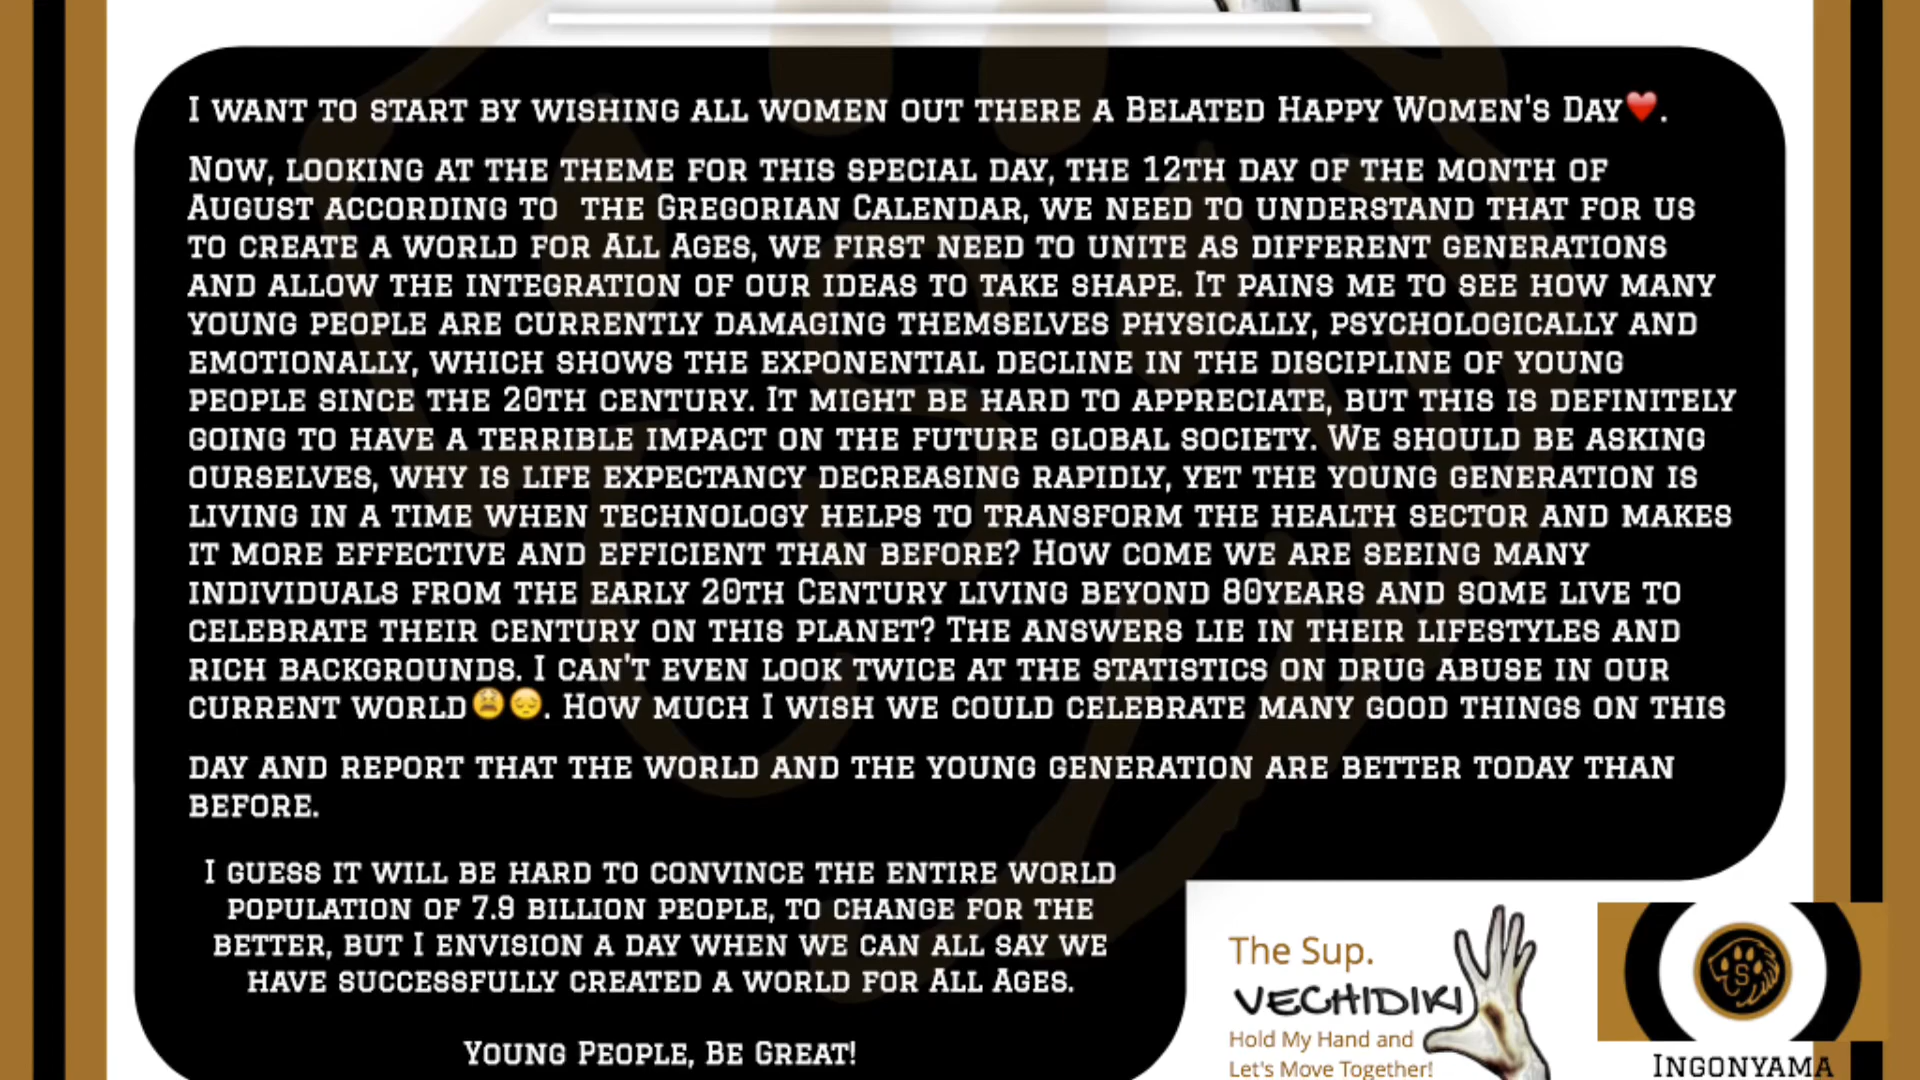 I want to start by wishing all women out there a Belated Happy Women's Day❤️.
Now, looking at the theme for this special day, the 12th day of the month of
August according to the Gregorian Calendar, we need to understand that for us
to create a world for All Ages, we first need to unite as different generations
and allow the integration of our ideas to take shape. It pains me to see how many
young people are currently damaging themselves physically, psychologically and
emotionally, which shows the exponential decline in the discipline of young
people since the 20th century. It might be hard to appreciate, but this is definitely
going to have a terrible impact on the future global society. We should be asking
ourselves, why is life expectancy decreasing rapidly, yet the young generation is
living in a time when technology helps to transform the health sector and makes
it more effective and efficient than before? How come we are seeing many
individuals from the early 20th Century living beyond 80years and some live to
celebrate their century on this planet? The answers lie in their lifestyles and
rich backgrounds. I can't even look twice at the statistics on drug abuse in our
current world😫😔. How much I wish we could celebrate many good things on this
day and report that the world and the young generation are better today than
before.
I guess it will be hard to convince the entire world
population of 7.9 billion people, to change for the
better, but I envision a day when we can all say we
have successfully created a world for All Ages.
Young People, Be Great!
The Sup.
VECHIDIKI
Hold My Hand and
Let's Move Together!
S
Ingonyama